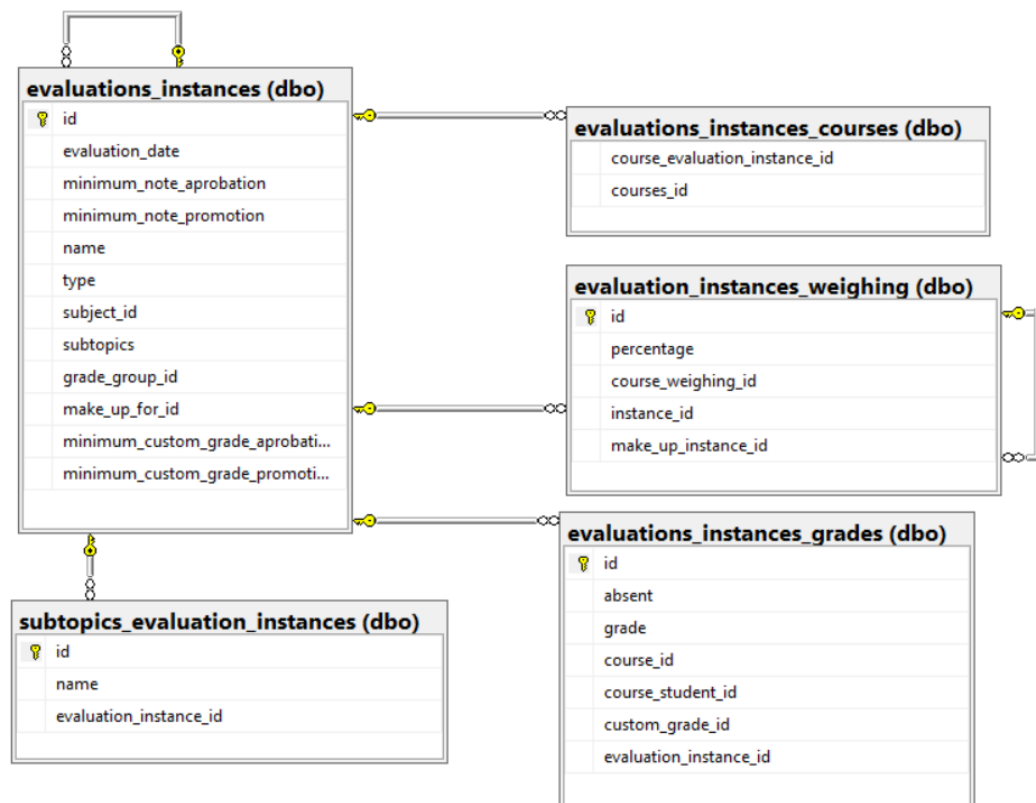 evaluations_instances (dbo)
id
evaluation_date
minimum_note_aprobation
minimum_note_promotion
name
type
subject_id
subtopics
grade_group_id
make_up_for_id
minimum_custom_grade_aprobati...
minimum_custom_grade_promoti...
evaluations_instances_courses (dbo)
course_evaluation_instance_id
courses_id
evaluation_instances_weighing (dbo)
id
percentage
course_weighing_id
instance_id
make_up_instance_id
evaluations_instances_grades (dbo)
id
absent
grade
course_id
course_student_id
custom_grade_id
evaluation_instance_id
subtopics_evaluation_instances (dbo)
id
name
evaluation_instance_id